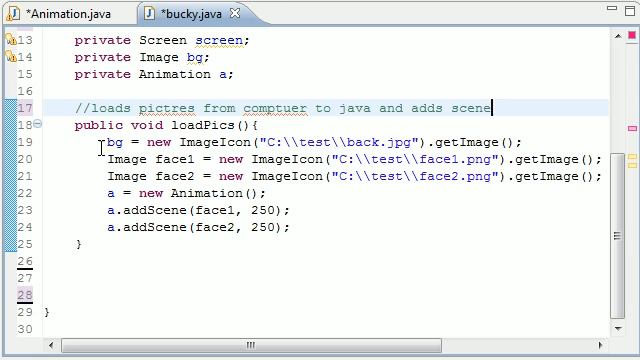 *Animation.java *bucky.java
13 private Screen screen;
14 private Image bg;
15 private Animation a;
16
17 //loads pictres from comptuer to java and adds scene
18 public void loadPics(){
19 bg = new ImageIcon("C:\\test\\back.jpg").getImage();
20 Image face1 = new ImageIcon("C:\\test\\face1.png").getImage();
21 Image face2 = new ImageIcon("C:\\test\\face2.png").getImage();
22 a = new Animation();
23 a.addScene(face1, 250);
24 a.addScene(face2, 250);
25 }
26
27
28
29 }
30